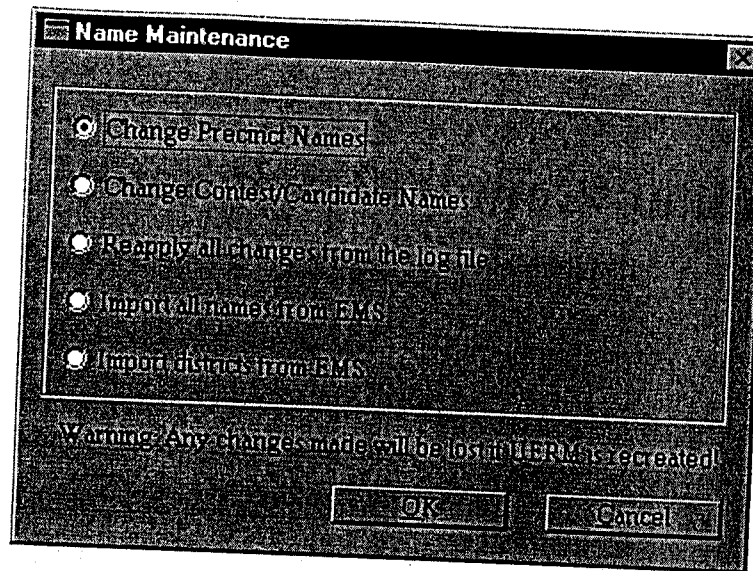 Name Maintenance
Change Precinct Names
Change Contest/Candidate Names
Reapply all changes from the log file
Import all names from EMS
Import districts from EMS
Warning: Any changes made will be lost if UERM is recreated!
OK
Cancel